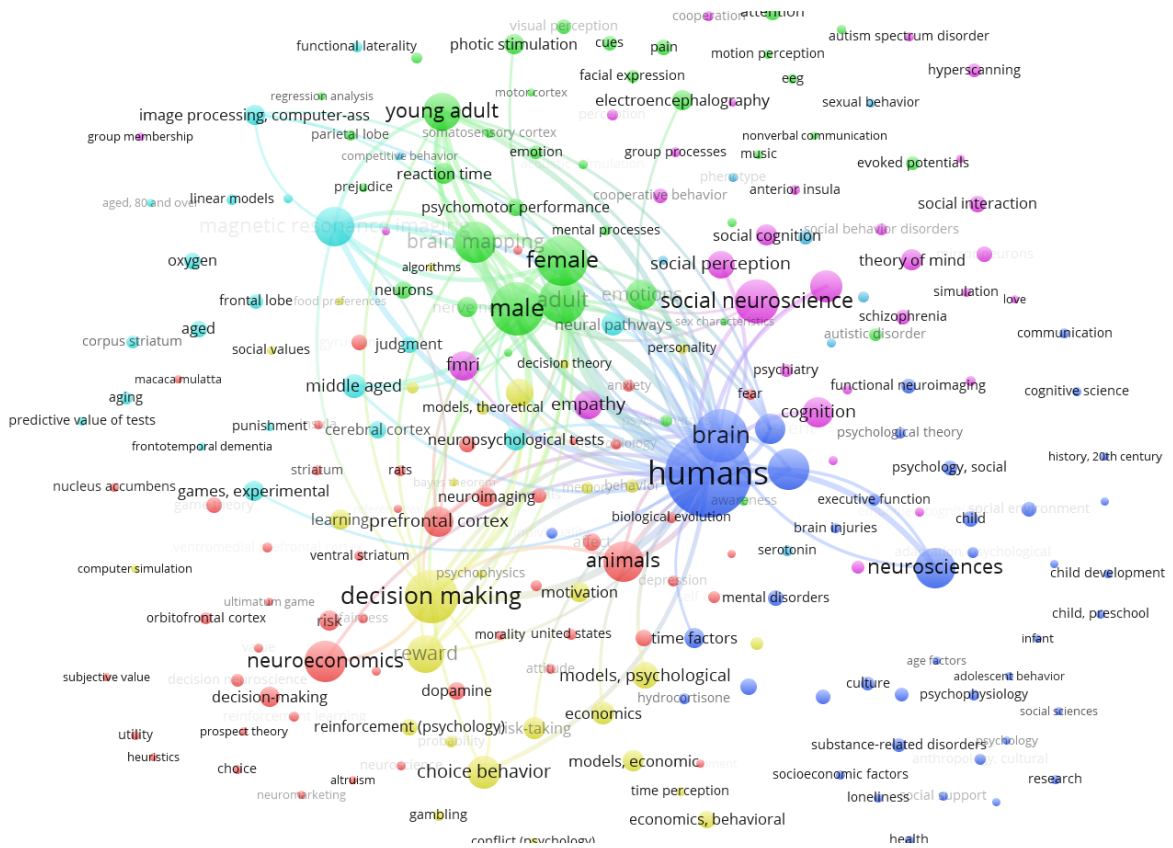 visual perception
cooperation
attention
functional laterality
photic stimulation
cues
pain
motion perception
autism spectrum disorder
facial expression
eeg
hyperscanning
regression analysis
motor cortex
electroencephalography
sexual behavior
image processing, computer-ass
young adult
perception
group membership
parietal lobe
somatosensory cortex
nonverbal communication
competitive behavior
emotion
group processes
music
evoked potentials
reaction time
phenotype
prejudice
cooperative behavior
anterior insula
aged, 80 and over
linear models
psychomotor performance
social interaction
magnetic resonance imaging
mental processes
social cognition
social behavior disorders
brain mapping
oxygen
algorithms
female
social perception
theory of mind
neurons
emotions
simulation
frontal lobe
food preferences
male
adult
social neuroscience
love
schizophrenia
aged
neural pathways
sex characteristics
autistic disorder
communication
corpus striatum
judgment
personality
social values
fmri
decision theory
psychiatry
macaca mulatta
middle aged
anxiety
fear
functional neuroimaging
cognitive science
aging
models, theoretical
empathy
cognition
predictive value of tests
punishment
cerebral cortex
brain
psychological theory
frontotemporal dementia
neuropsychological tests
history, 20th century
striatum
rats
humans
psychology, social
nucleus accumbens
bayes theorem
memory
behavior
games, experimental
neuroimaging
awareness
executive function
game theory
social environment
learning
prefrontal cortex
biological evolution
brain injuries
child
affect
ventral striatum
serotonin
animals
neurosciences
computer simulation
psychophysics
depression
child development
decision making
motivation
mental disorders
ultimatum game
child, preschool
orbitofrontal cortex
risk
fairness
morality
united states
time factors
infant
neuroeconomics
reward
age factors
subjective value
decision neuroscience
attitude
models, psychological
adolescent behavior
decision-making
dopamine
hydrocortisone
culture
psychophysiology
reinforcement learning
economics
social sciences
utility
prospect theory
reinforcement (psychology)
risk-taking
probability
substance-related disorders
psychology
heuristics
choice
neuroscience
anthropology, cultural
choice behavior
models, economic
altruism
socioeconomic factors
research
neuromarketing
time perception
loneliness
social support
gambling
economics, behavioral
conflict (psychology)
health